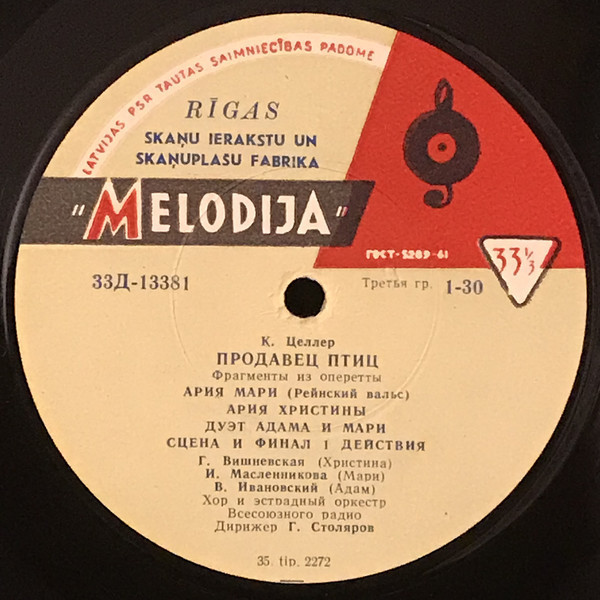 LATVIJAS PSR TAUTAS SAIMNIECĪBAS PADOME
RĪGAS
SKAŅU IERAKSTU UN
SKAŅUPLAŠU FABRIKA
"MELODIJA"
ГОСТ-5289-61
33⅓
33Д-13381
Третья гр. 1-30
К. Целлер
ПРОДАВЕЦ ПТИЦ
Фрагменты из оперетты
АРИЯ МАРИ (Рейнский вальс)
АРИЯ ХРИСТИНЫ
ДУЭТ АДАМА И МАРИ
СЦЕНА И ФИНАЛ 1 ДЕЙСТВИЯ
Г. Вишневская (Христина)
И. Масленникова (Мари)
В. Ивановский (Адам)
Хор и эстрадный оркестр
Всесоюзного радио
Дирижер Г. Столяров
35. tip. 2272